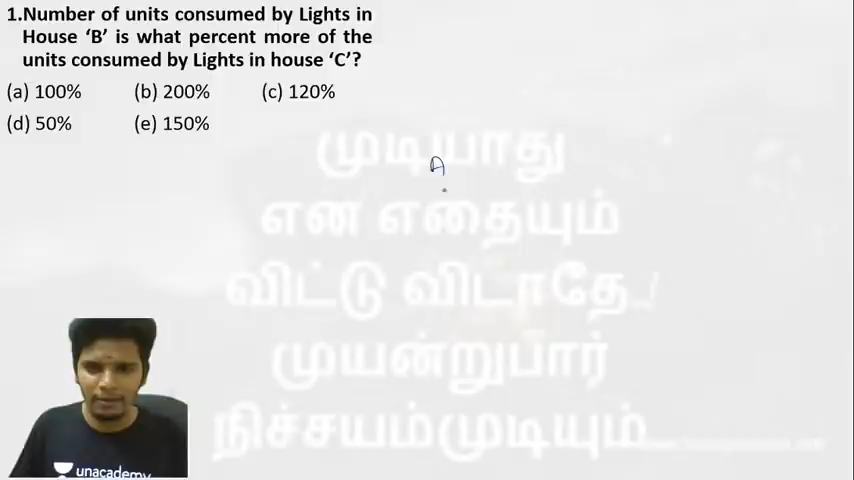 1.Number of units consumed by Lights in
House ‘B’ is what percent more of the
units consumed by Lights in house ‘C’?
(a) 100% (b) 200% (c) 120%
(d) 50% (e) 150%
A
முடியாது
என எதையும்
விட்டு விடாதே
முயன்றுபார்
நிச்சயம்முடியும்
unacademy